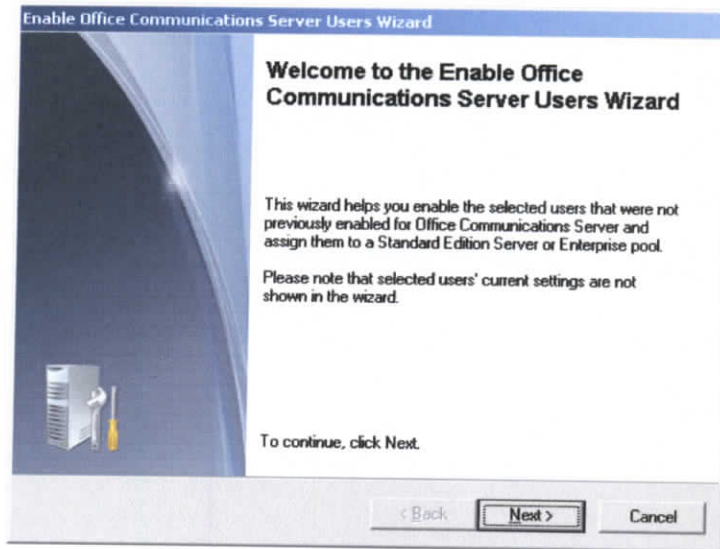 Enable Office Communications Server Users Wizard
Welcome to the Enable Office
Communications Server Users Wizard
This wizard helps you enable the selected users that were not
previously enabled for Office Communications Server and
assign them to a Standard Edition Server or Enterprise pool.
Please note that selected users' current settings are not
shown in the wizard.
To continue, click Next.
< Back
Next >
Cancel